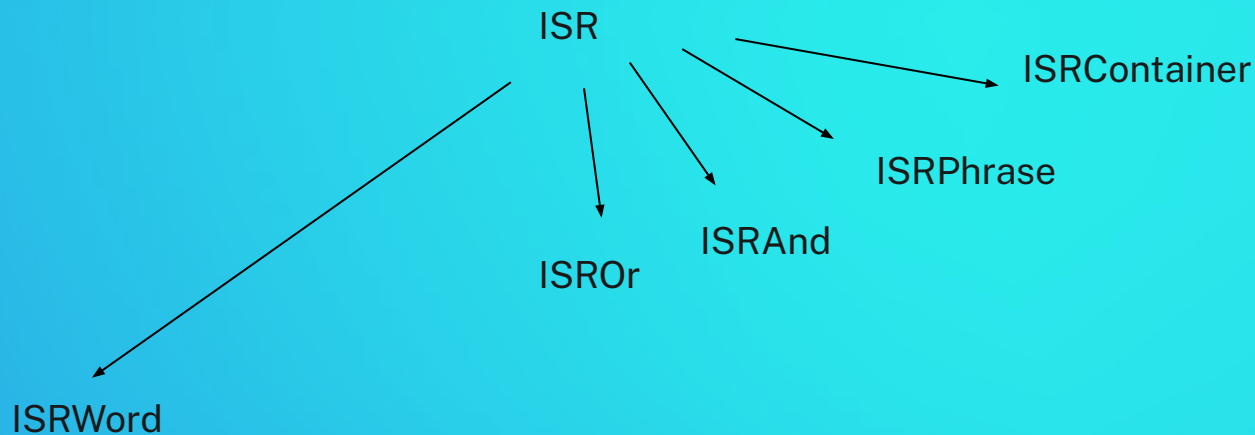 ISR
ISRContainer
ISRPhrase
ISRAnd
ISROr
ISRWord